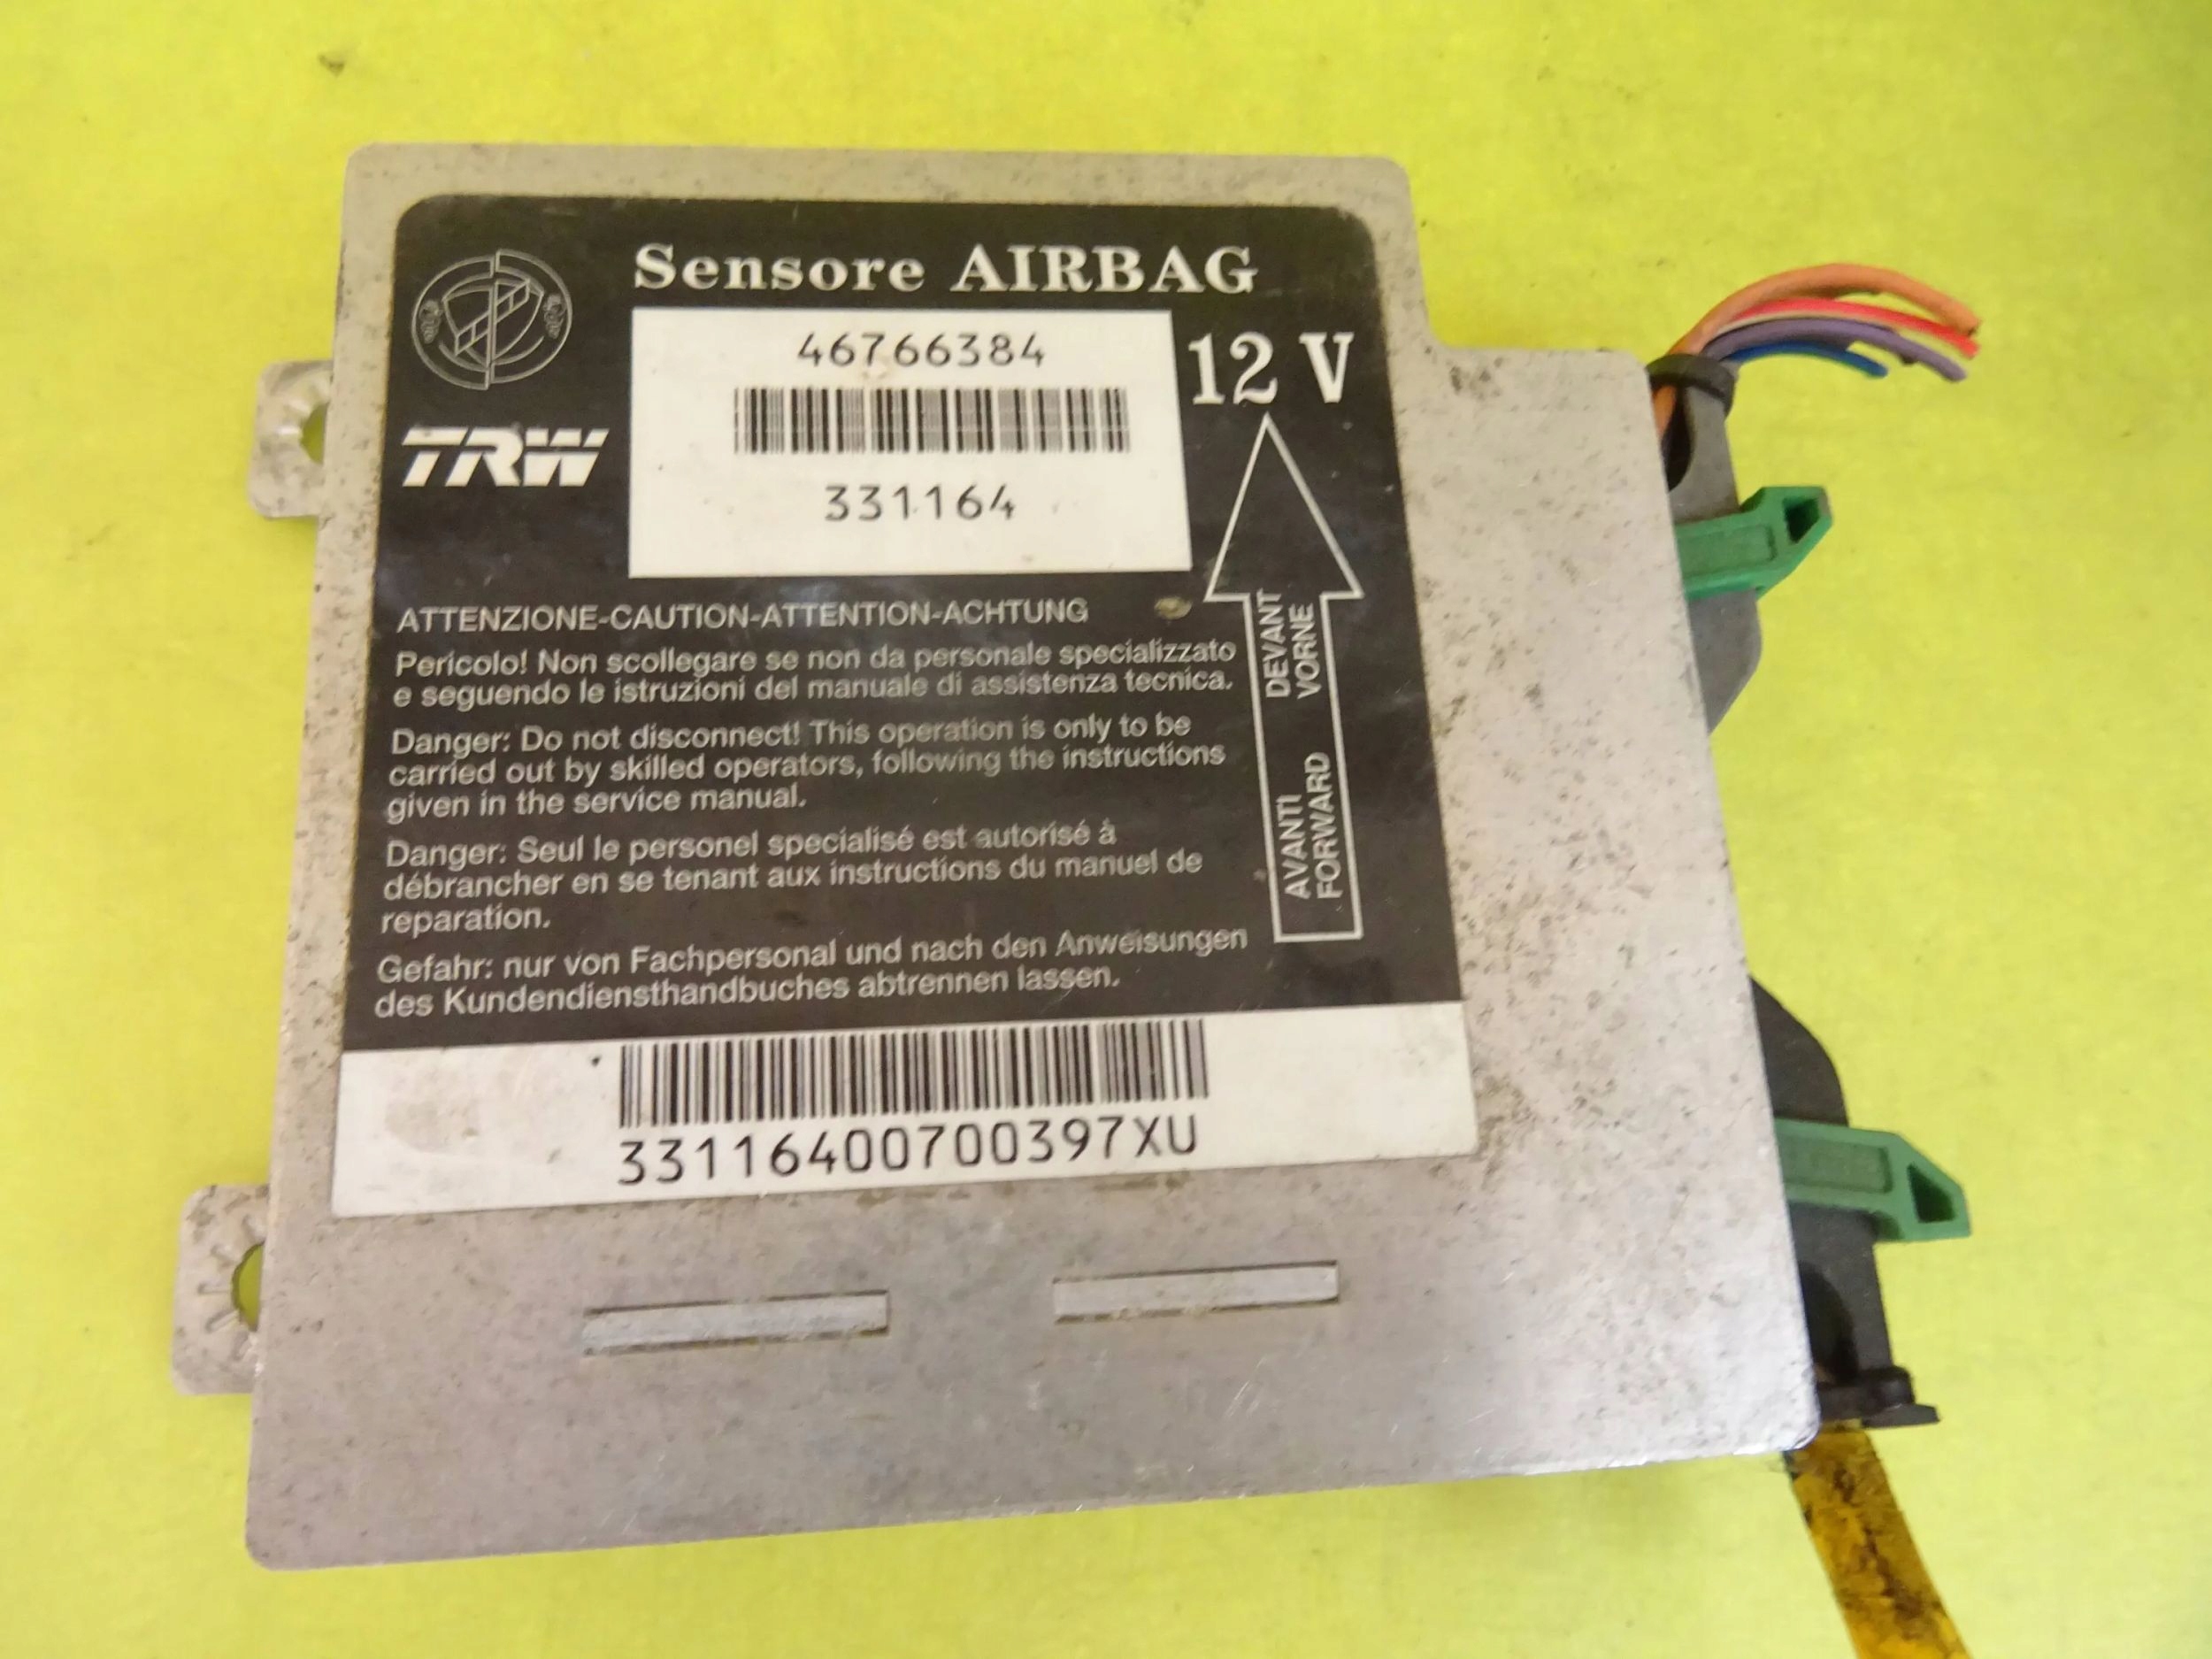 Sensore AIRBAG
46766384
12 V
TRW
331164
ATTENZIONE-CAUTION-ATTENTION-ACHTUNG
Pericolo! Non scollegare se non da personale specializzato
e seguendo le istruzioni del manuale di assistenza tecnica.
Danger: Do not disconnect! This operation is only to be
carried out by skilled operators, following the instructions
given in the service manual.
Danger: Seul le personel specialisé est autorisé à
débrancher en se tenant aux instructions du manuel de
reparation.
Gefahr: nur von Fachpersonal und nach den Anweisungen
des Kundendiensthandbuches abtrennen lassen.
AVANTI DEVANT
FORWARD VORNE
33116400700397XU